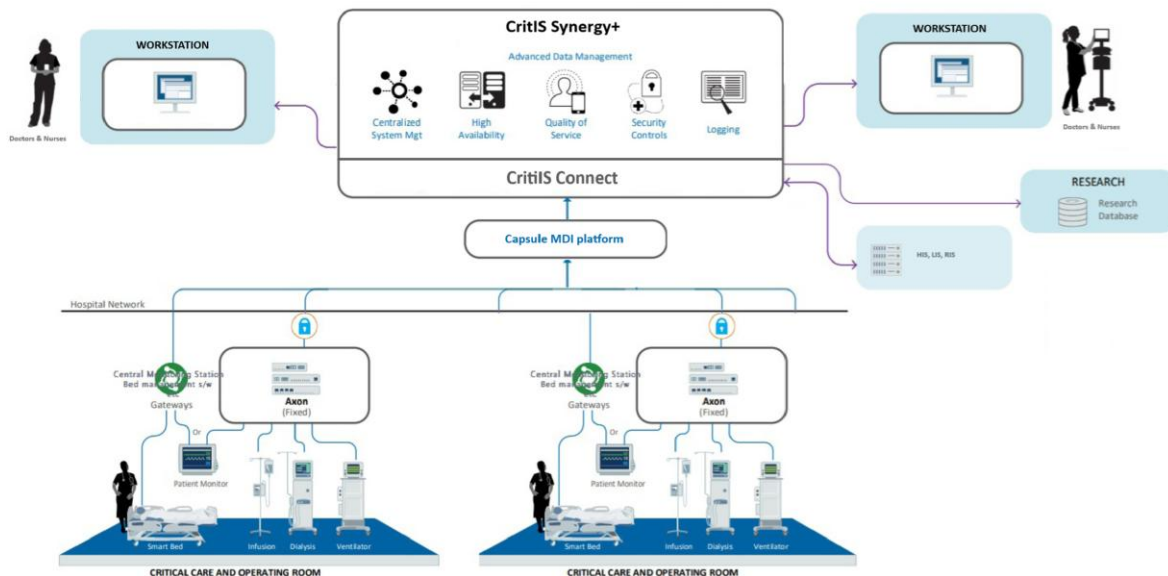 CritIS Synergy+
Advanced Data Management
Centralized
System Mgt
High
Availability
Quality of
Service
Security
Controls
Logging
CritIIS Connect
WORKSTATION
Doctors & Nurses
WORKSTATION
Doctors & Nurses
RESEARCH
Research
Database
HIS, LIS, RIS
Capsule MDI platform
Hospital Network
Central Monitoring Station
Bed management s/w
Gateways
Axon
(Fixed)
Or
Patient Monitor
Smart Bed
Infusion
Dialysis
Ventilator
CRITICAL CARE AND OPERATING ROOM
Central Monitoring Station
Bed management s/w
Gateways
Axon
(Fixed)
Or
Patient Monitor
Smart Bed
Infusion
Dialysis
Ventilator
CRITICAL CARE AND OPERATING ROOM